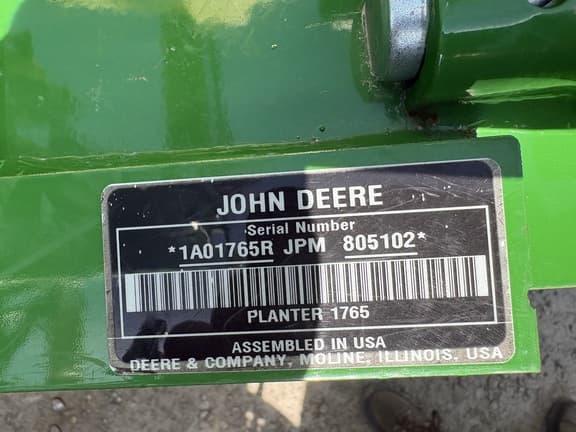 JOHN DEERE
Serial Number
*1A01765R JPM 805102*
PLANTER 1765
ASSEMBLED IN USA
DEERE & COMPANY, MOLINE, ILLINOIS, USA